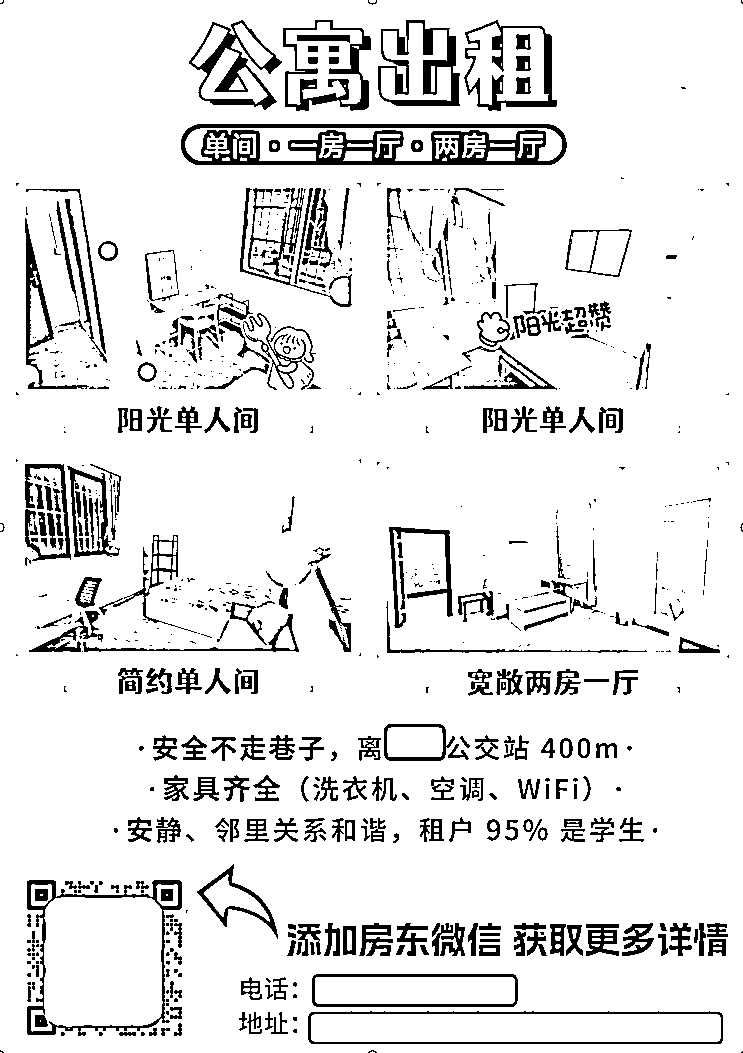 公寓出租
单间·一房一厅·两房一厅
阳光超赞
阳光单人间
阳光单人间
简约单人间
宽敞两房一厅
·安全不走巷子，离 公交站 400m·
·家具齐全（洗衣机、空调、WiFi）·
·安静、邻里关系和谐，租户 95% 是学生·
添加房东微信 获取更多详情
电话：
地址：